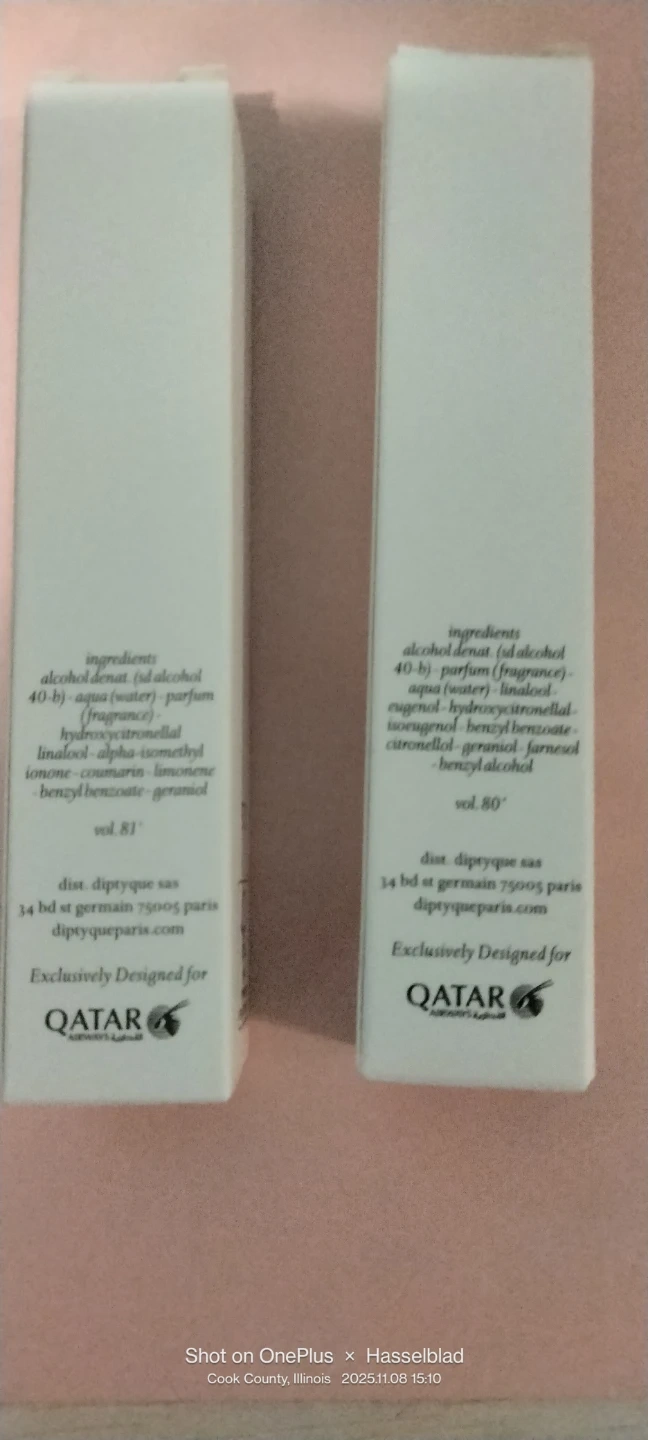 ingredients
alcohol denat. (sd alcohol
40-b) - aqua (water) - parfum
(fragrance) -
hydroxycitronellal
linalool - alpha-isomethyl
ionone - coumarin - limonene
- benzyl benzoate - geraniol
vol. 81°
dist. diptyque sas
34 bd st germain 75005 paris
diptyqueparis.com
Exclusively Designed for
QATAR
AIRWAYS القطرية
ingredients
alcohol denat. (sd alcohol
40-b) - parfum (fragrance) -
aqua (water) - linalool -
eugenol - hydroxycitronellal -
isoeugenol - benzyl benzoate -
citronellol - geraniol - farnesol
- benzyl alcohol
vol. 80°
dist. diptyque sas
34 bd st germain 75005 paris
diptyqueparis.com
Exclusively Designed for
QATAR
AIRWAYS القطرية
Shot on OnePlus × Hasselblad
Cook County, Illinois 2025.11.08 15:10